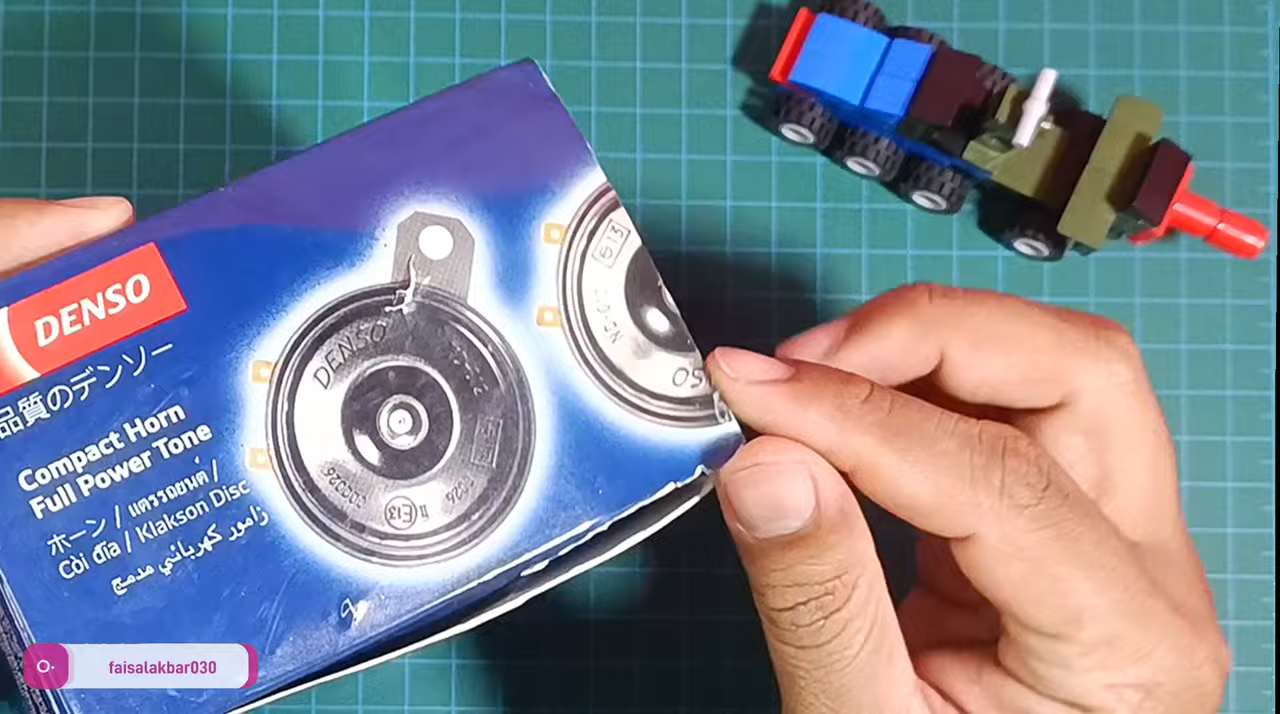 DENSO
品質のデンソー
Compact Horn
Full Power Tone
ホーン / แตรรถยนต์ /
Còi đĩa / Klakson Disc
زامور كهربائي مدمج
DENSO
II E13
faisalakbar030